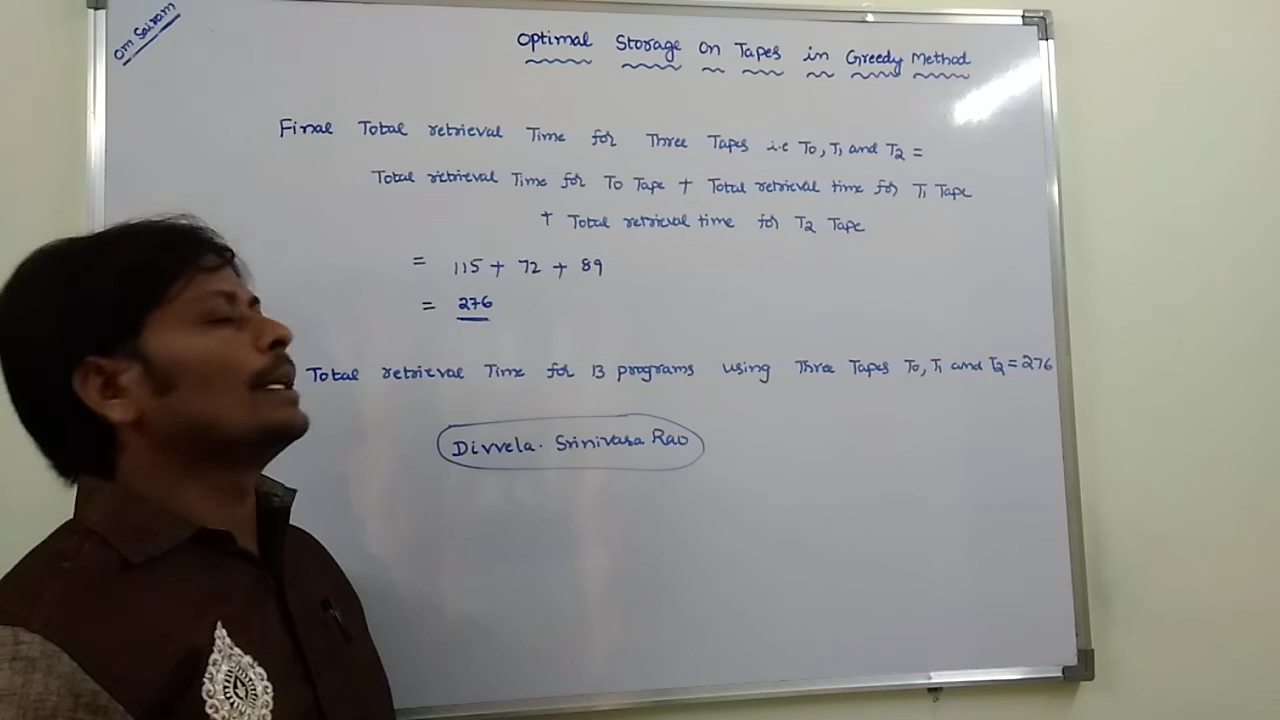 Om Sairam
Optimal Storage On Tapes in Greedy Method
Final Total retrieval Time for Three Tapes i.e T0, T1 and T2 =
Total retrieval Time for T0 Tape + Total retrieval time for T1 Tape
+ Total retrieval time for T2 Tape
= 115 + 72 + 89
= 276
Total retrieval Time for 13 programs using Three Tapes T0, T1 and T2 = 276
Divvela. Srinivasa Rao